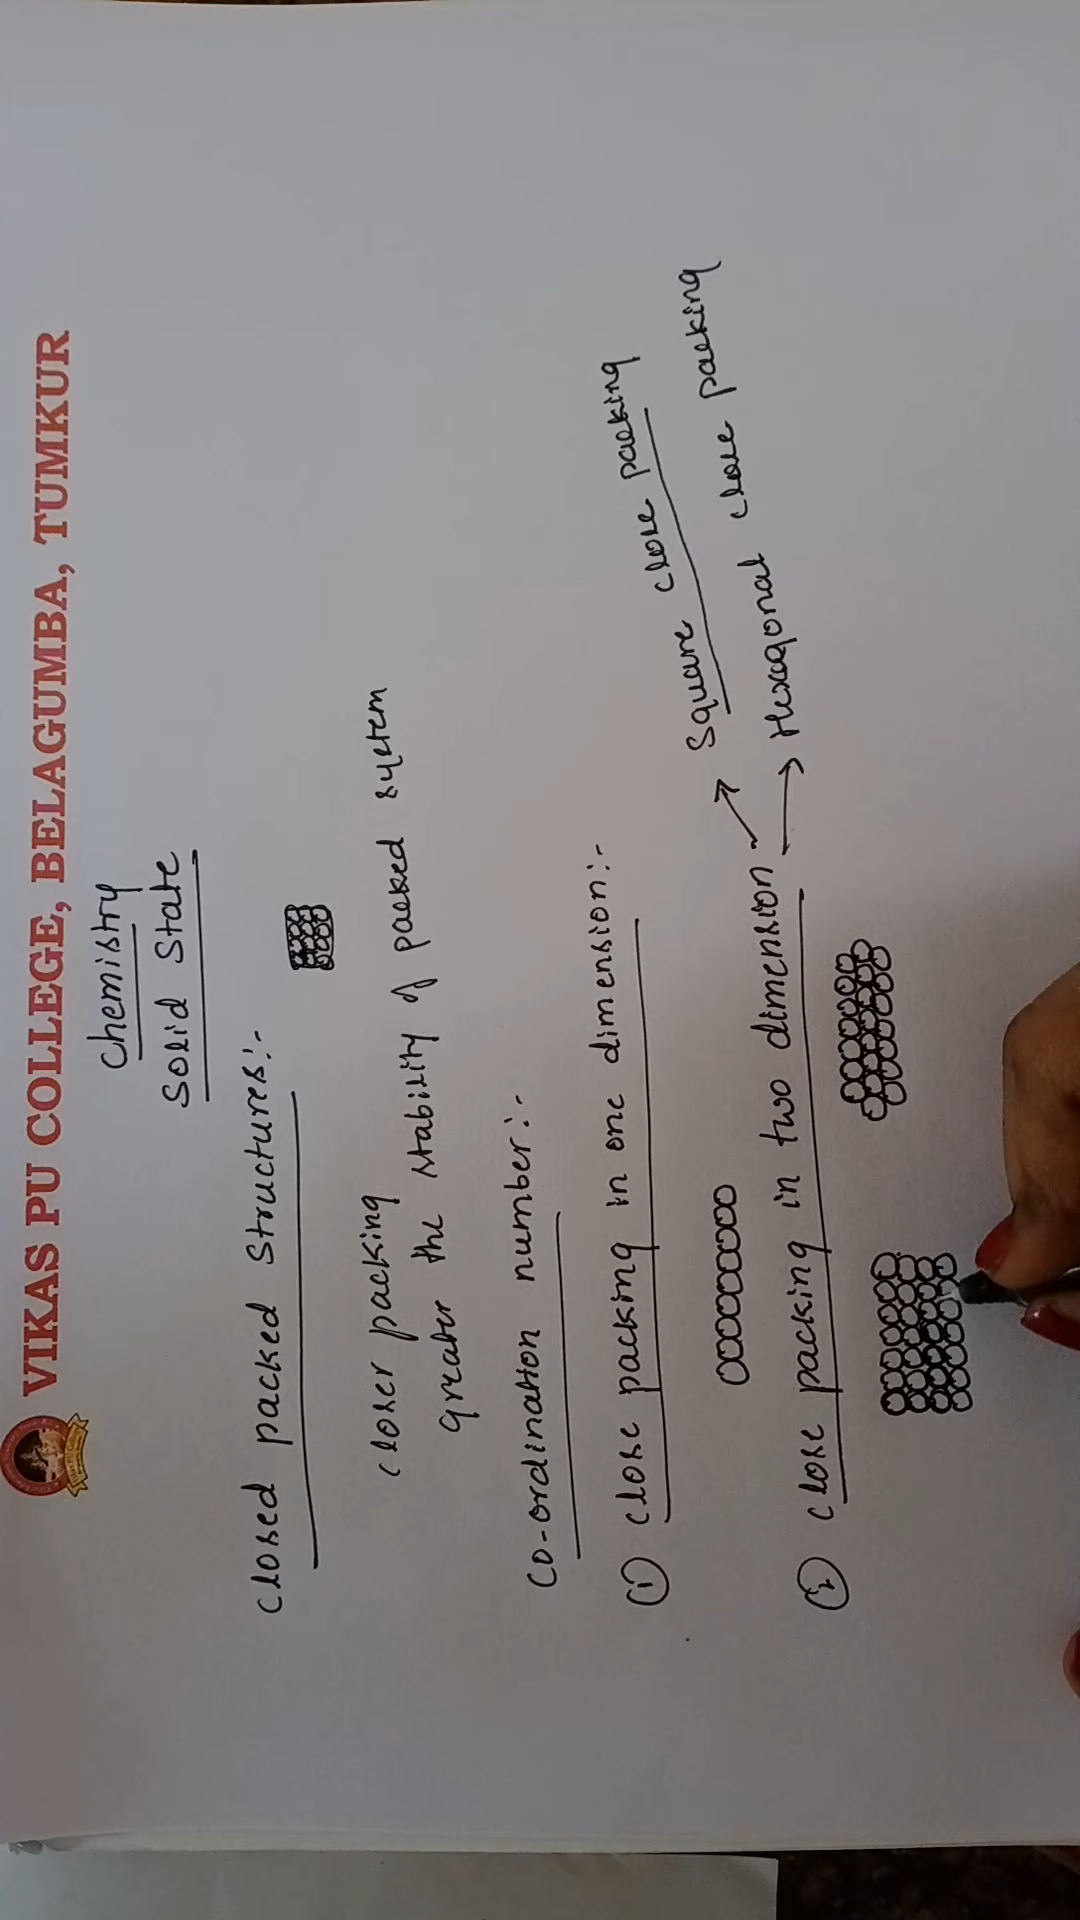 VIKAS PU COLLEGE, BELAGUMBA, TUMKUR
Chemistry
Solid State
Closed packed structures:-
Closer packing
greater the stability of packed system
Co-ordination number:-
① Close packing in one dimension:-
② Close packing in two dimension
Square close packing
Hexagonal close packing